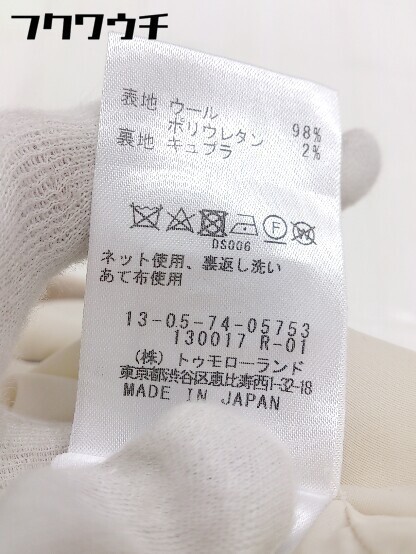 フクワウチ
表地 ウール 98%
ポリウレタン 2%
裏地 キュプラ
DS006
ネット使用、裏返し洗い
あて布使用
13-05-74-05753
130017 R-01
(株) トゥモローランド
東京都渋谷区恵比寿西1-32-18
MADE IN JAPAN